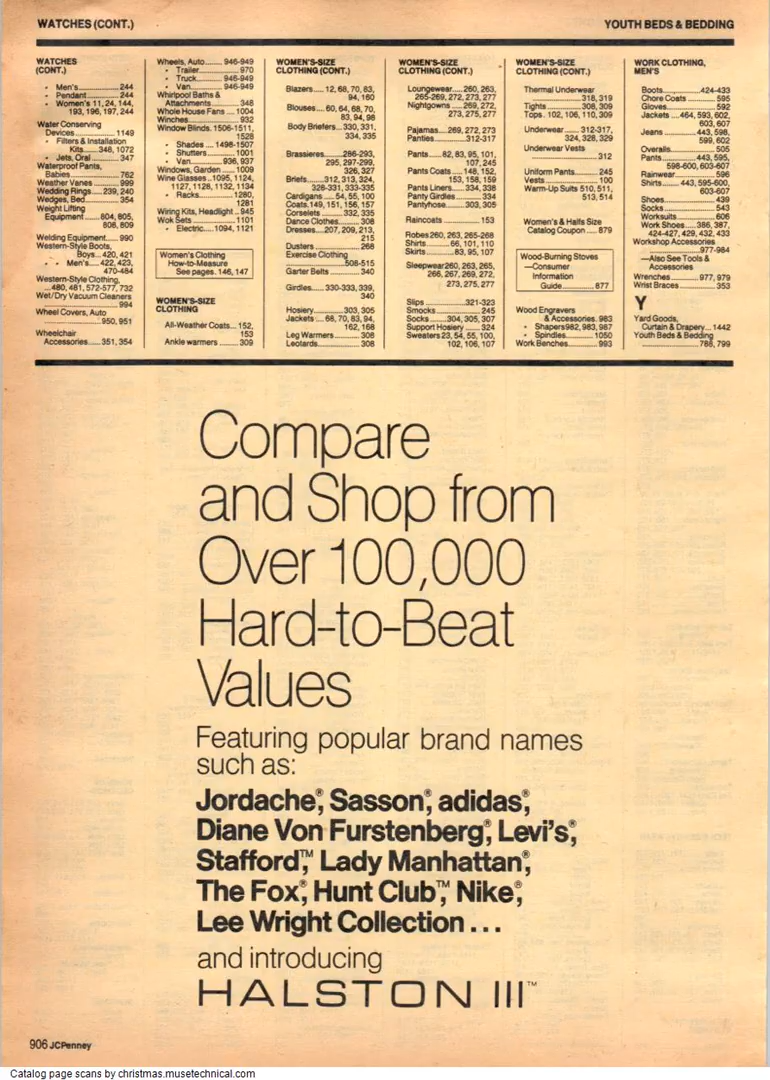 WATCHES (CONT.)
YOUTH BEDS & BEDDING
WATCHES
(CONT.)
• Men's.............244
• Pendant..........244
• Women's 11, 24, 144,
193, 196, 197, 244
Water Conserving
Devices............1149
• Filters & Installation
Kits......348, 1072
• Jets, Oral..........347
Waterproof Pants,
Babies..............762
Weather Vanes........999
Wedding Rings....239, 240
Wedges, Bed............354
Weight Lifting
Equipment......804, 805,
808, 809
Welding Equipment.....990
Western-Style Boots,
Boys...420, 421
• Men's.....422, 423,
470-484
Western-Style Clothing,
...480, 481, 572-577, 732
Wet/Dry Vacuum Cleaners
...................994
Wheel Covers, Auto
................950, 951
Wheelchair
Accessories.....351, 354
Wheels, Auto.....946-949
• Trailer............970
• Truck.........946-949
• Van............946-949
Whirlpool Baths &
Attachments..........348
Whole House Fans ....1004
Winches..................932
Window Blinds. 1506-1511,
1528
• Shades ....1498-1507
• Shutters..........1001
• Van............936, 937
Windows, Garden ....1009
Wine Glasses..1095, 1124,
1127, 1128, 1132, 1134
• Racks..........1280,
1281
Wiring Kits, Headlight ..945
Wok Sets................1101
• Electric....1094, 1121
Women's Clothing
How-to-Measure
See pages. 146, 147
WOMEN'S-SIZE
CLOTHING
All-Weather Coats... 152,
153
Ankle warmers........309
WOMEN'S-SIZE
CLOTHING (CONT.)
Blazers.....12, 68, 70, 83,
94, 160
Blouses....60, 64, 68, 70,
83, 94, 98
Body Briefers..330, 331,
334, 335
Brassieres.......286-293,
295, 297-299,
326, 327
Briefs.......312, 313, 324,
326-331, 333-335
Cardigans......54, 55, 100
Coats.149, 151, 156, 157
Corselets.........332, 335
Dance Clothes.........308
Dresses.....207, 209, 213,
215
Dusters..................268
Exercise Clothing
................508-515
Garter Belts............340
Girdles......330-333, 339,
340
Hosiery...........303, 305
Jackets....68, 70, 83, 94,
162, 168
Leg Warmers...........308
Leotards................308
WOMEN'S-SIZE
CLOTHING (CONT.)
Loungewear.....260, 263,
265-269, 272, 273, 277
Nightgowns .....269, 272,
273, 275, 277
Pajamas..269, 272, 273
Panties............312-317
Pants......82, 83, 95, 101,
107, 245
Pants Coats.....148, 152,
153, 158, 159
Pants Liners.....334, 338
Panty Girdles..........334
Pantyhose.......303, 305
Raincoats..............153
Robes 260, 263, 265-268
Shirts.........66, 101, 110
Skirts..........83, 95, 107
Sleepwear 260, 263, 265,
266, 267, 269, 272,
273, 275, 277
Slips................321-323
Smocks.................245
Socks.......304, 305, 307
Support Hosiery......324
Sweaters 23, 54, 55, 100,
102, 106, 107
WOMEN'S-SIZE
CLOTHING (CONT.)
Thermal Underwear
................318, 319
Tights.............308, 309
Tops. 102, 106, 110, 309
Underwear.....312-317,
324, 328, 329
Underwear Vests
312
Uniform Pants........245
Vests...................100
Warm-Up Suits 510, 511,
513, 514
Women's & Halfs Size
Catalog Coupon ....879
Wood-Burning Stoves
—Consumer
Information
Guide............877
Wood Engravers
& Accessories. 983
• Shapers 982, 983, 987
• Spindles..........1050
Work Benches..........993
WORK CLOTHING,
MEN'S
Boots............424-433
Chore Coats..........595
Gloves.................592
Jackets...464, 593, 602,
603, 607
Jeans............443, 598,
599, 602
Overalls................505
Pants..............443, 595,
598-600, 603-607
Rainwear..............596
Shirts ......443, 595-600,
603-607
Shoes..................439
Socks..................543
Worksuits..............606
Work Shoes....386, 387,
424-427, 429, 432, 433
Workshop Accessories
977-984
—Also See Tools &
Accessories
Wrenches........977, 979
Wrist Braces............353
Y
Yard Goods,
Curtain & Drapery...1442
Youth Beds & Bedding
788, 799
Compare
and Shop from
Over 100,000
Hard-to-Beat
Values
Featuring popular brand names
such as:
Jordache®, Sasson®, adidas®,
Diane Von Furstenberg®, Levi's®,
Stafford™, Lady Manhattan®,
The Fox®, Hunt Club™, Nike®,
Lee Wright Collection...
and introducing
HALSTON III™
906 JCPenney
Catalog page scans by christmas.musetechnical.com